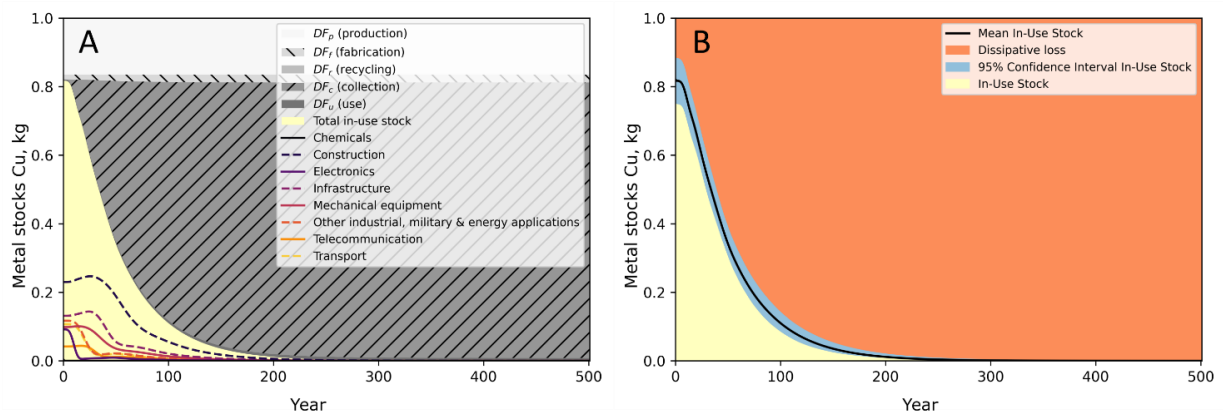 A
Metal stocks Cu, kg
1.0
0.8
0.6
0.4
0.2
0.0
DFp (production)
DFf (fabrication)
DFr (recycling)
DFc (collection)
DFu (use)
Total in-use stock
Chemicals
Construction
Electronics
Infrastructure
Mechanical equipment
Other industrial, military & energy applications
Telecommunication
Transport
0 100 200 300 400 500
Year
B
Metal stocks Cu, kg
1.0
0.8
0.6
0.4
0.2
0.0
Mean In-Use Stock
Dissipative loss
95% Confidence Interval In-Use Stock
In-Use Stock
0 100 200 300 400 500
Year